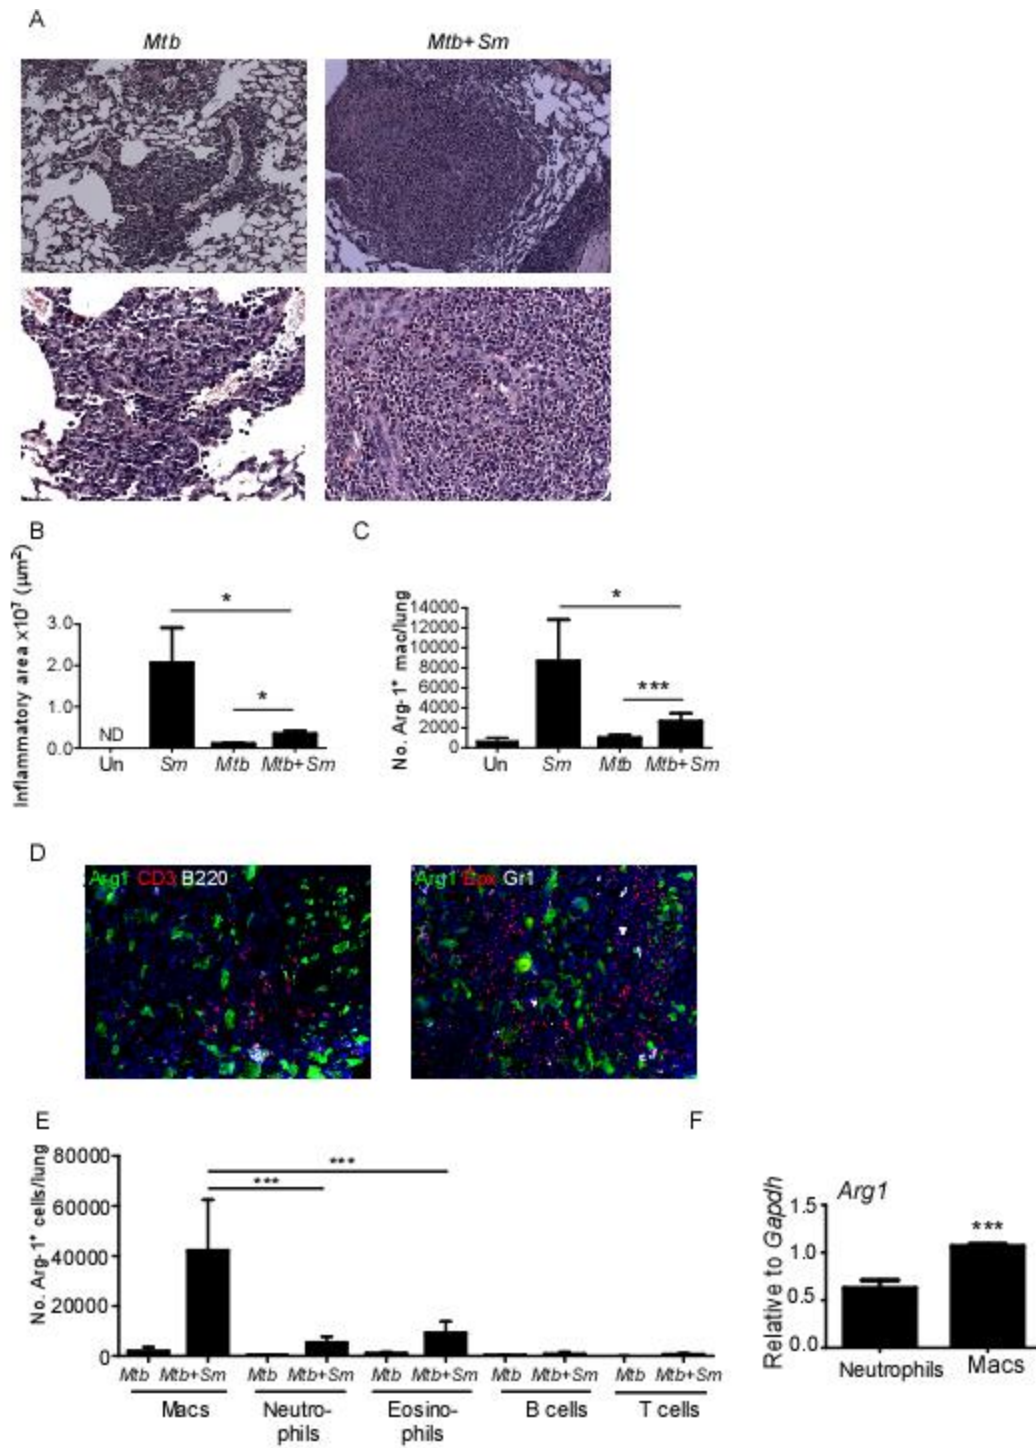 A
Mtb Mtb+Sm
B C
Inflammatory area x10⁷ (µm²)
3.0
2.0
1.0
0.0
ND
*
*
Un Sm Mtb Mtb+Sm
No. Arg-1⁺ mac/lung
14000
12000
10000
8000
6000
4000
2000
0
*
***
Un Sm Mtb Mtb+Sm
D
Arg1 CD3 B220
Arg1 Epx Gr1
E
No. Arg-1⁺ cells/lung
80000
60000
40000
20000
0
***
***
Mtb Mtb+Sm Mtb Mtb+Sm Mtb Mtb+Sm Mtb Mtb+Sm Mtb Mtb+Sm
Macs Neutro- Eosino- B cells T cells
phils phils
F
Arg1
Relative to Gapdh
1.5
1.0
0.5
0.0
***
Neutrophils Macs